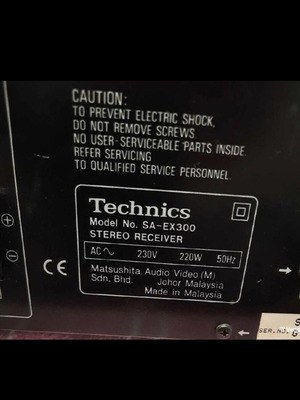 CAUTION:
TO PREVENT ELECTRIC SHOCK,
DO NOT REMOVE SCREWS.
NO USER-SERVICEABLE PARTS INSIDE.
REFER SERVICING
TO QUALIFIED SERVICE PERSONNEL.
Technics
Model No. SA-EX300
STEREO RECEIVER
AC 230V 220W 50Hz
CE
Matsushita Audio Video (M)
Sdn. Bhd. Johor Malaysia
Made in Malaysia
SER.NO.